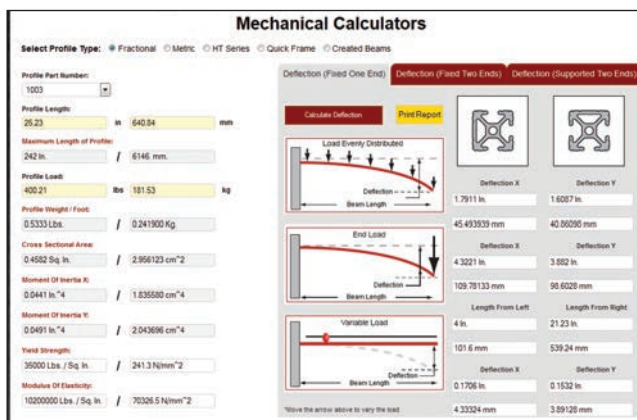 Mechanical Calculators
Select Profile Type: Fractional Metric HT Series Quick Frame Created Beams
Profile Part Number:
1003
Profile Length:
25.23 in 640.84 mm
Maximum Length of Profile:
242 In. / 6146. mm.
Profile Load:
400.21 lbs 181.53 kg
Profile Weight / Foot:
0.5333 Lbs. / 0.241900 Kg.
Cross Sectional Area:
0.4582 Sq. In. / 2.956123 cm^2
Moment Of Inertia X:
0.0441 In.^4 / 1.835580 cm^4
Moment Of Inertia Y:
0.0491 In.^4 / 2.043696 cm^4
Yield Strength:
35000 Lbs. / Sq. In. / 241.3 N/mm^2
Modulus Of Elasticity:
10200000 Lbs. / Sq. In. / 70326.5 N/mm^2
Deflection (Fixed One End) Deflection (Fixed Two Ends) Deflection (Supported Two Ends)
Calculate Deflection Print Report
Load Evenly Distributed
Deflection
Beam Length
Deflection X Deflection Y
1.7911 In. 1.6087 In.
45.493939 mm 40.86095 mm
End Load
Deflection
Beam Length
Deflection X Deflection Y
4.3221 In. 3.882 In.
109.78133 mm 98.6028 mm
Variable Load
Deflection
Beam Length
Length From Left Length From Right
4 In. 21.23 In.
101.6 mm 539.24 mm
0.1706 In. 0.1532 In.
4.33324 mm 3.89128 mm
*Move the arrow above to vary the load.